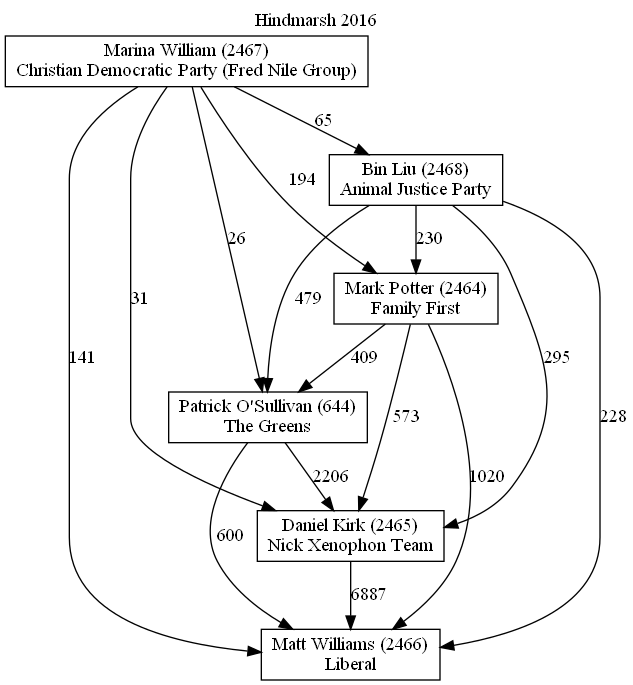 Hindmarsh 2016
Marina William (2467)
Christian Democratic Party (Fred Nile Group)
65
Bin Liu (2468)
Animal Justice Party
194
26
230
Mark Potter (2464)
Family First
31
479
141
409
295
Patrick O'Sullivan (644)
The Greens
573
228
2206
1020
600
Daniel Kirk (2465)
Nick Xenophon Team
6887
Matt Williams (2466)
Liberal